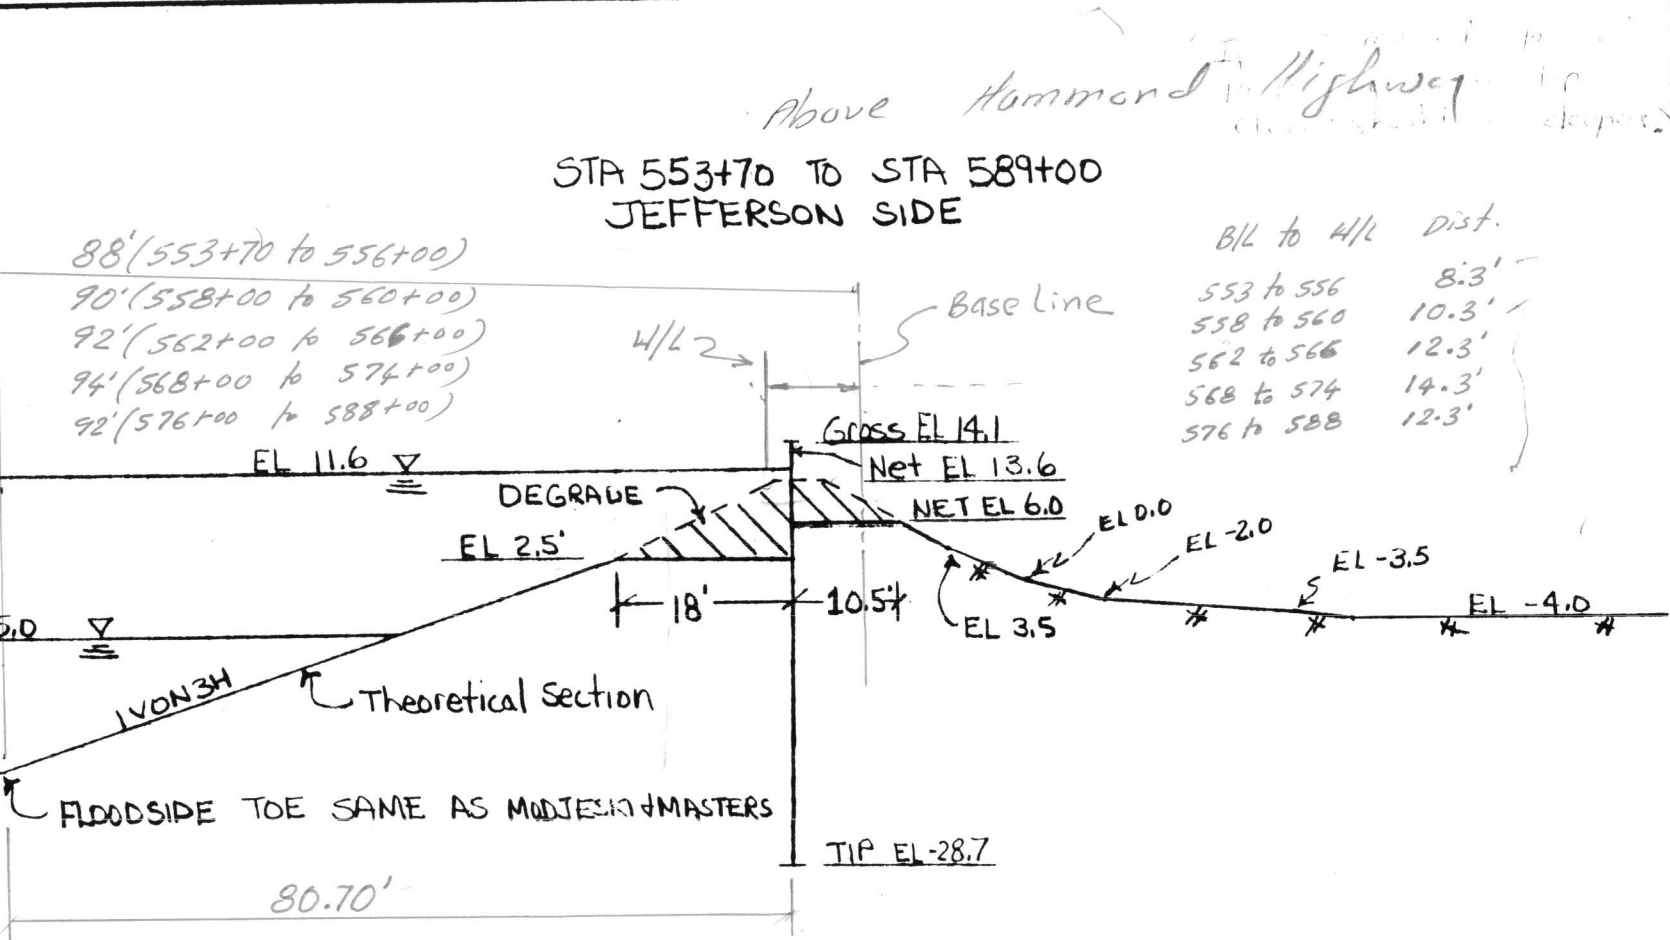 Above Hammond Highway
STA 553+70 TO STA 589+00
JEFFERSON SIDE
88' (553+70 to 556+00)
90' (558+00 to 560+00)
92' (562+00 to 566+00)
94' (568+00 to 574+00)
92' (576+00 to 588+00)
B/L to W/L Dist.
553 to 556 8.3'
558 to 560 10.3'
562 to 566 12.3'
568 to 574 14.3'
576 to 588 12.3'
W/L
Base Line
Gross EL 14.1
EL 11.6
Net EL 13.6
DEGRADE
NET EL 6.0
EL 0.0
EL -2.0
EL 2.5'
EL -3.5
18'
10.5'
EL 3.5
EL -4.0
5.0
1VON3H
Theoretical Section
FLOODSIDE TOE SAME AS MODJESKI & MASTERS
TIP EL -28.7
80.70'